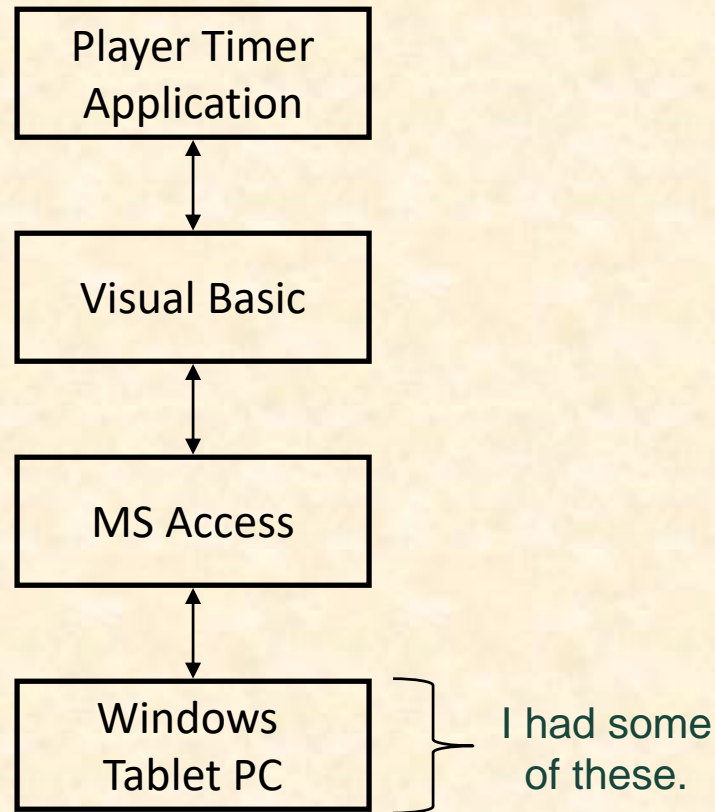 Player Timer
Application
Visual Basic
MS Access
Windows
Tablet PC
I had some
of these.